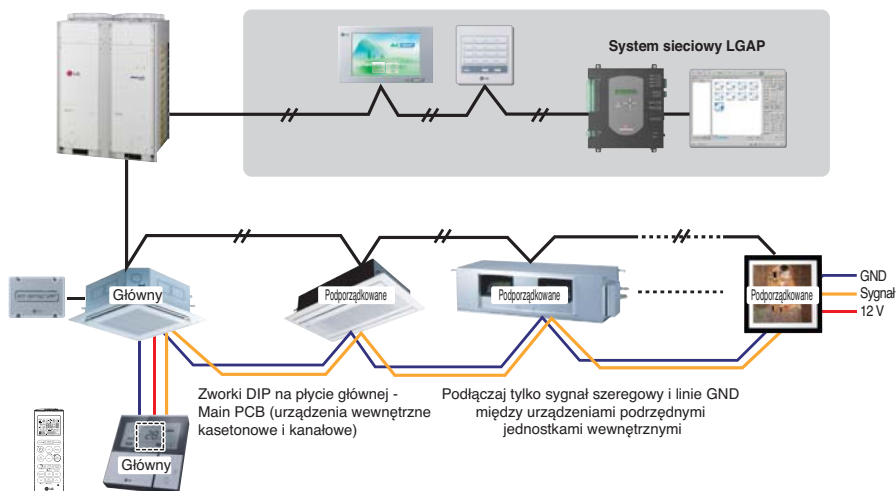 System sieciowy LGAP
LG
Główny
Podporządkowane
Podporządkowane
Podporządkowane
GND
Sygnał
12 V
Zworki DIP na płycie głównej -
Main PCB (urządzenia wewnętrzne
kasetonowe i kanałowe)
Podłączaj tylko sygnał szeregowy i linie GND
między urządzeniami podrzędnymi
jednostkami wewnętrznymi
Główny